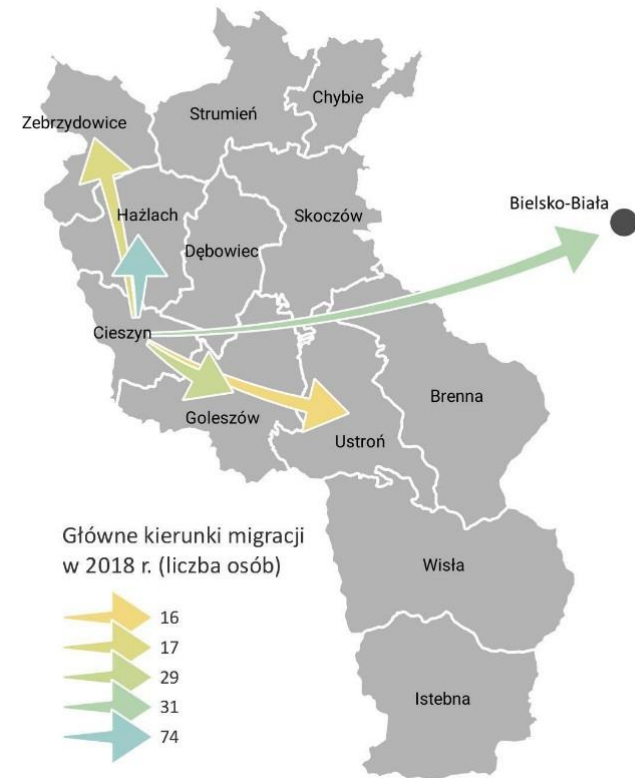 Chybie
Strumień
Zebrzydowice
Bielsko-Biała
Hażlach
Skoczów
Dębowiec
Cieszyn
Brenna
Goleszów
Ustroń
Główne kierunki migracji
w 2018 r. (liczba osób)
Wisła
16
17
29
31
74
Istebna